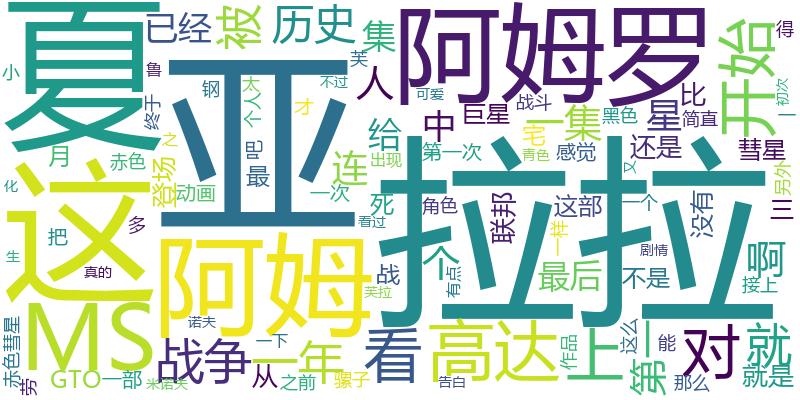 夏
已经
被
历史
集
阿姆罗
开始
得
小
鲁
钢
太
不过
芙
人
可爱
战斗
比
一
初次
终于
个人
才
巨星
黑色
简直
亚
之
吧
给
中
一集
星
宅
还是
彗星
月
赤色
登场
最
连
出现
第一次
青色
感觉
又
另外
化
这
动画
一次
死
角色
联邦
这部
一个
没有
三
把
多
看过
拉拉
生
真的
阿姆
战
芙拉
个
有点
一样
最后
剧情
不是
接上
啊
MS
诺夫
赤色彗星
战争
一年
一下
看
高达
上
作品
这么
第一
能
对
就
劳
GTO
一部
米诺夫
从
之前
骡子
告白
那么
就是